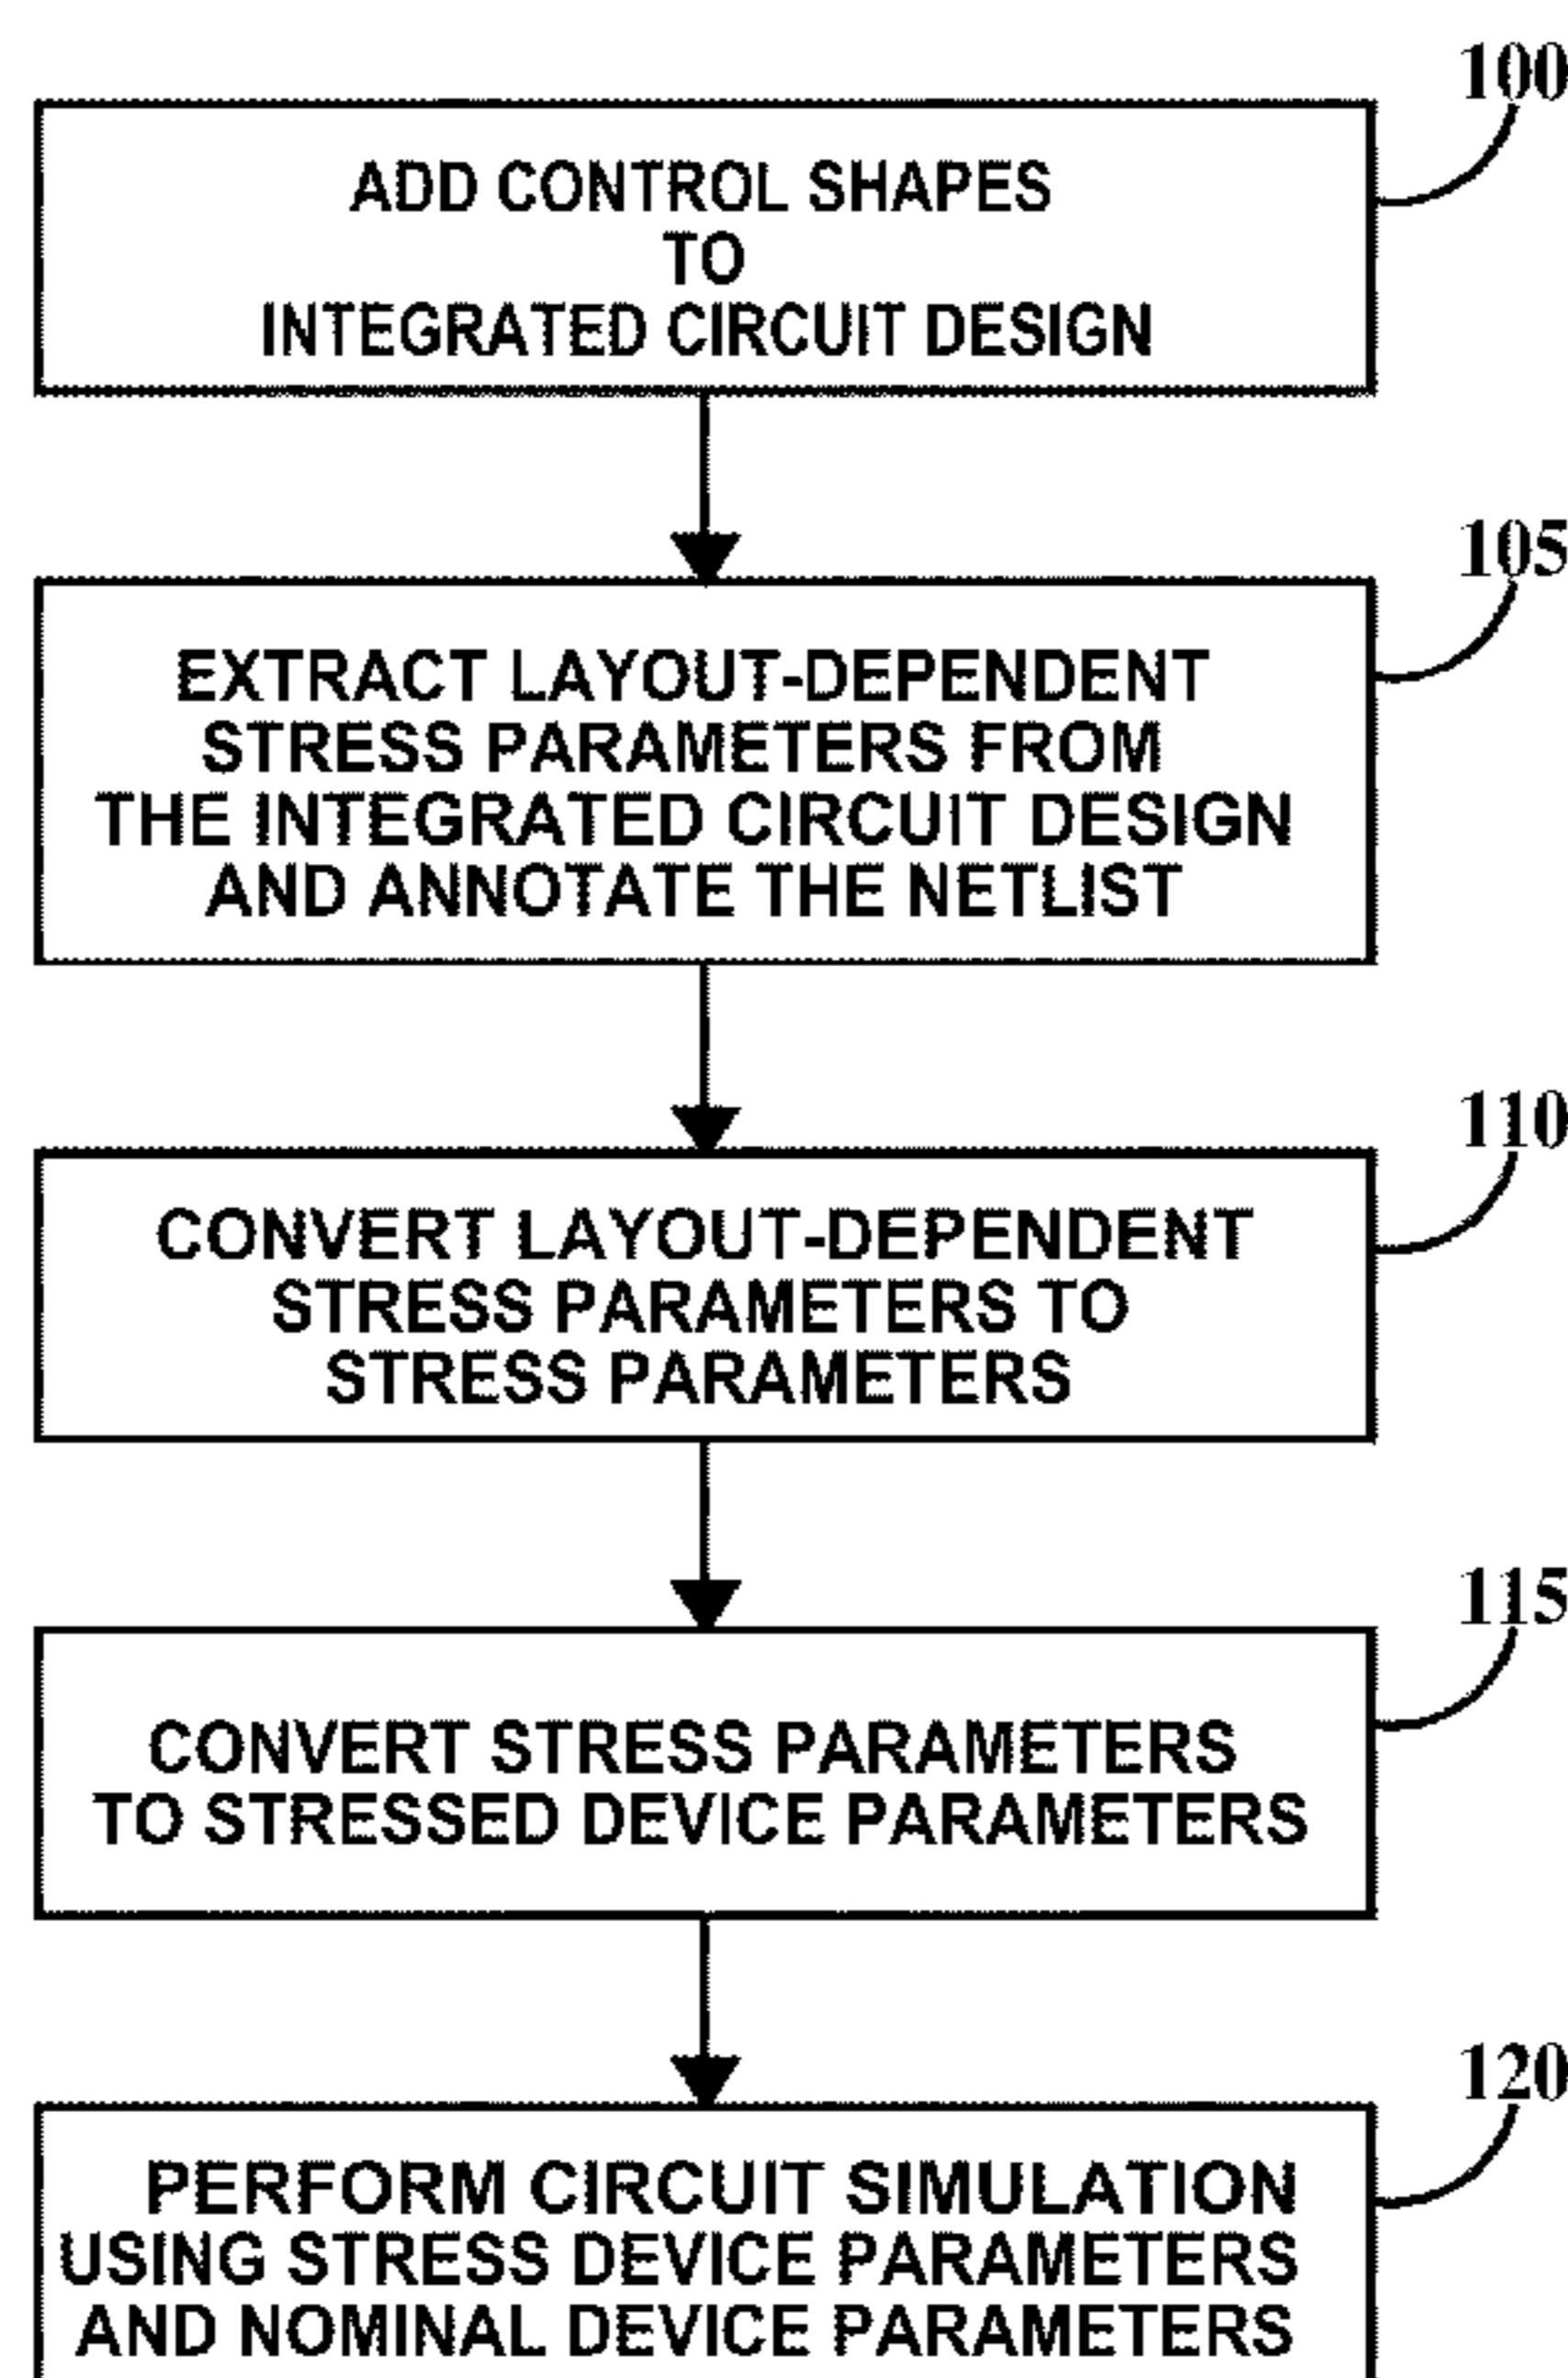 100
ADD CONTROL SHAPES
TO
INTEGRATED CIRCUIT DESIGN
105
EXTRACT LAYOUT-DEPENDENT
STRESS PARAMETERS FROM
THE INTEGRATED CIRCUIT DESIGN
AND ANNOTATE THE NETLIST
110
CONVERT LAYOUT-DEPENDENT
STRESS PARAMETERS TO
STRESS PARAMETERS
115
CONVERT STRESS PARAMETERS
TO STRESSED DEVICE PARAMETERS
120
PERFORM CIRCUIT SIMULATION
USING STRESS DEVICE PARAMETERS
AND NOMINAL DEVICE PARAMETERS